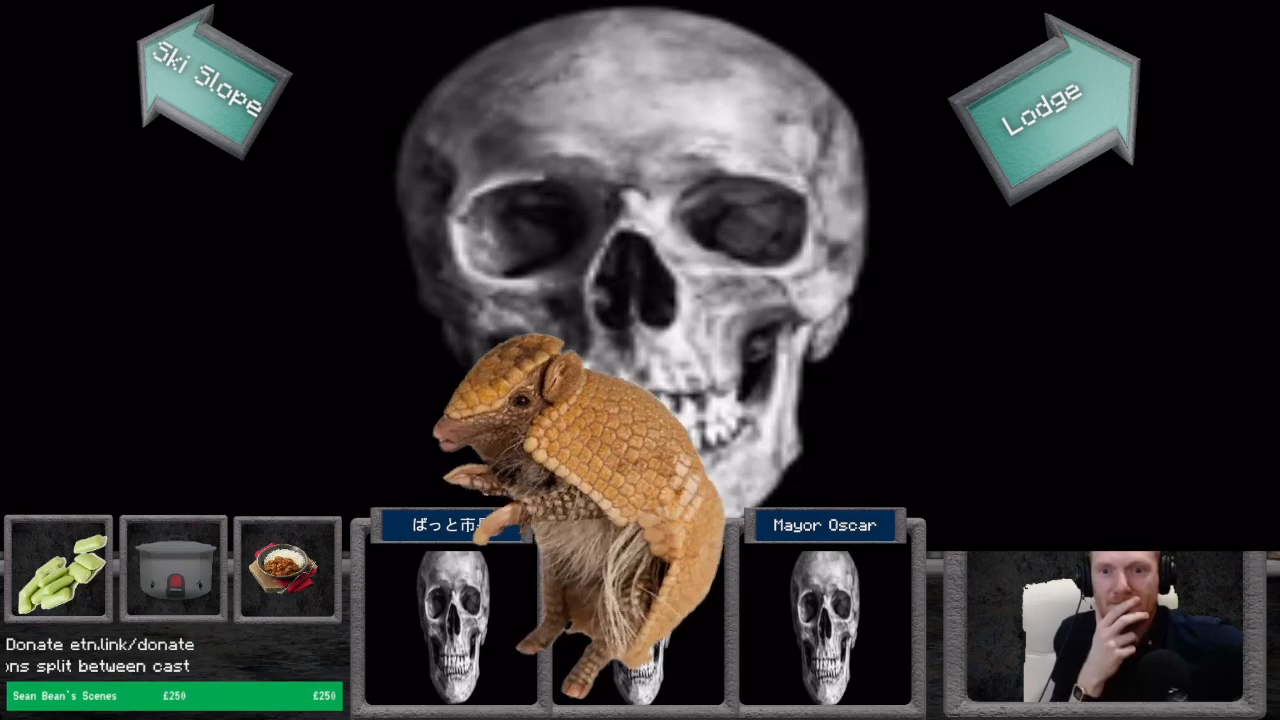 Ski Slope
Lodge
ばっと市
Mayor Oscar
Donate etn.link/donate
ns split between cast
Sean Bean's Scenes £250 £250